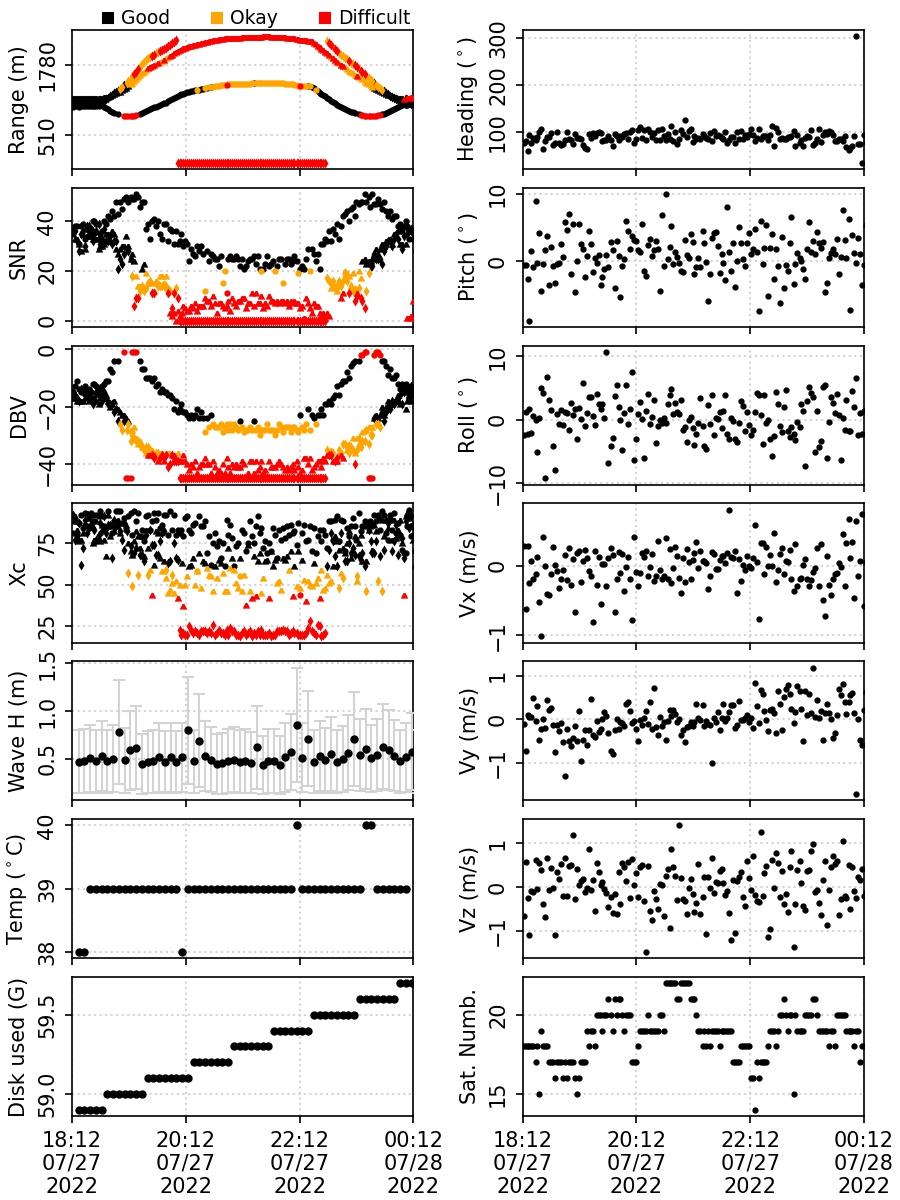 Good Okay Difficult
Range (m)
1780
510
Heading (°)
300
200
100
SNR
40
20
0
Pitch (°)
10
0
DBV
0
−20
−40
Roll (°)
10
0
−10
Xc
75
50
25
Vx (m/s)
0
−1
Wave H (m)
1.5
1.0
0.5
Vy (m/s)
1
0
−1
Temp (°C)
40
39
38
Vz (m/s)
1
0
−1
Disk used (G)
59.5
59.0
Sat. Numb.
20
15
18:12 20:12 22:12 00:12
07/27 07/27 07/27 07/28
2022 2022 2022 2022
18:12 20:12 22:12 00:12
07/27 07/27 07/27 07/28
2022 2022 2022 2022